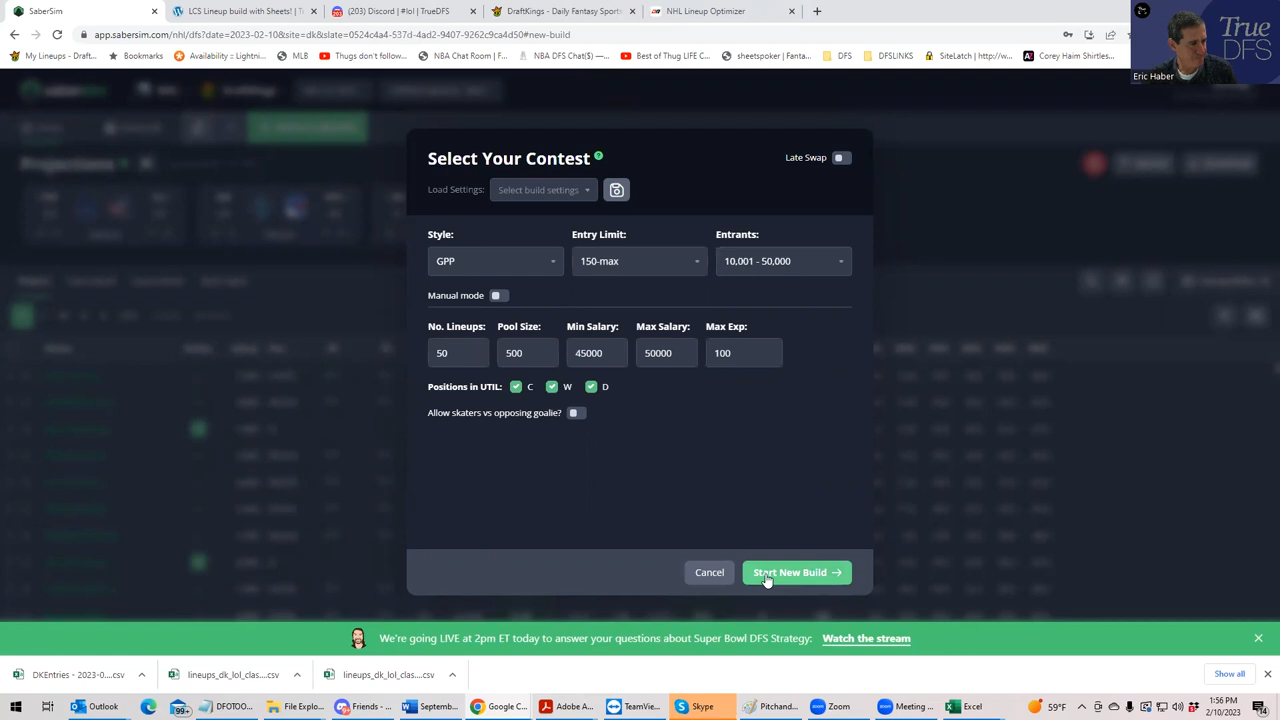 SaberSim
LCS Lineup build with Sheets! | Tr
(203) Discord | #lol | TrueDFS
DraftKings - Daily Fantasy Sport
NHL Lineup Optimizer
app.sabersim.com/nhl/dfs?date=2023-02-10&site=dk&slate=0524c4a4-537d-4ad2-9407-9262c9ca4d50#new-build
My Lineups - Draft...
Bookmarks
Availability :: Lightni...
MLB
Thugs don't follow...
NBA Chat Room | F...
NBA DFS Chat($) —...
Best of Thug LIFE C...
sheetspoker | Fanta...
DFS
DFSLINKS
SiteLatch | http://w...
Corey Haim Shirtles...
True
DFS
Eric Haber
Projections
Select Your Contest
Late Swap
Load Settings:
Select build settings
Style:
Entry Limit:
Entrants:
GPP
150-max
10,001 - 50,000
Manual mode
No. Lineups:
Pool Size:
Min Salary:
Max Salary:
Max Exp:
50
500
45000
50000
100
Positions in UTIL:
C
W
D
Allow skaters vs opposing goalie?
Cancel
Start New Build
We're going LIVE at 2pm ET today to answer your questions about Super Bowl DFS Strategy:
Watch the stream
DKEntries - 2023-0....csv
lineups_dk_lol_clas....csv
lineups_dk_lol_clas....csv
Show all
Outlook
99+
DFOTOO...
File Explo...
Friends - ...
Septemb...
Google C...
Adobe A...
TeamVie...
Skype
Pitchand...
Zoom
Meeting ...
Excel
59°F
1:56 PM
2/10/2023